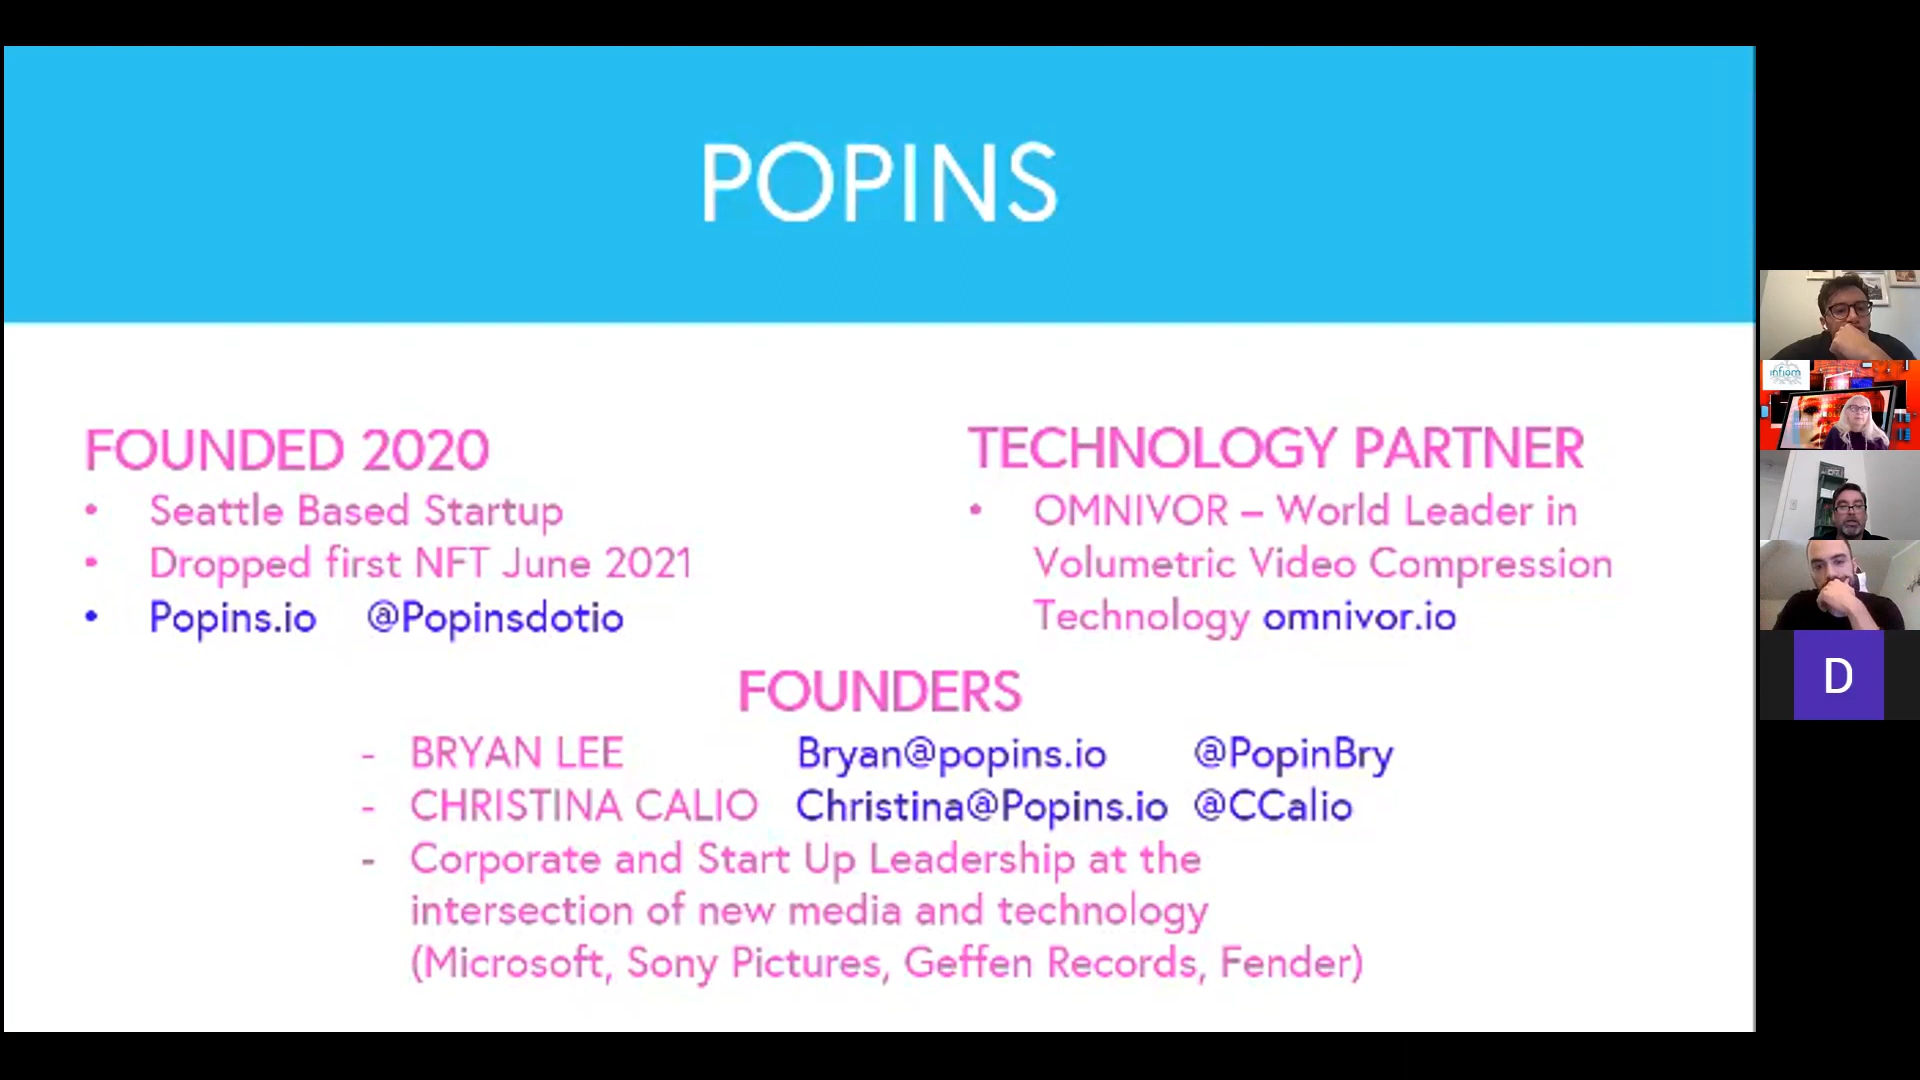 POPINS
FOUNDED 2020
• Seattle Based Startup
• Dropped first NFT June 2021
• Popins.io @Popinsdotio
TECHNOLOGY PARTNER
• OMNIVOR – World Leader in
Volumetric Video Compression
Technology omnivor.io
FOUNDERS
- BRYAN LEE Bryan@popins.io @PopinBry
- CHRISTINA CALIO Christina@Popins.io @CCalio
- Corporate and Start Up Leadership at the
intersection of new media and technology
(Microsoft, Sony Pictures, Geffen Records, Fender)
infiom
D